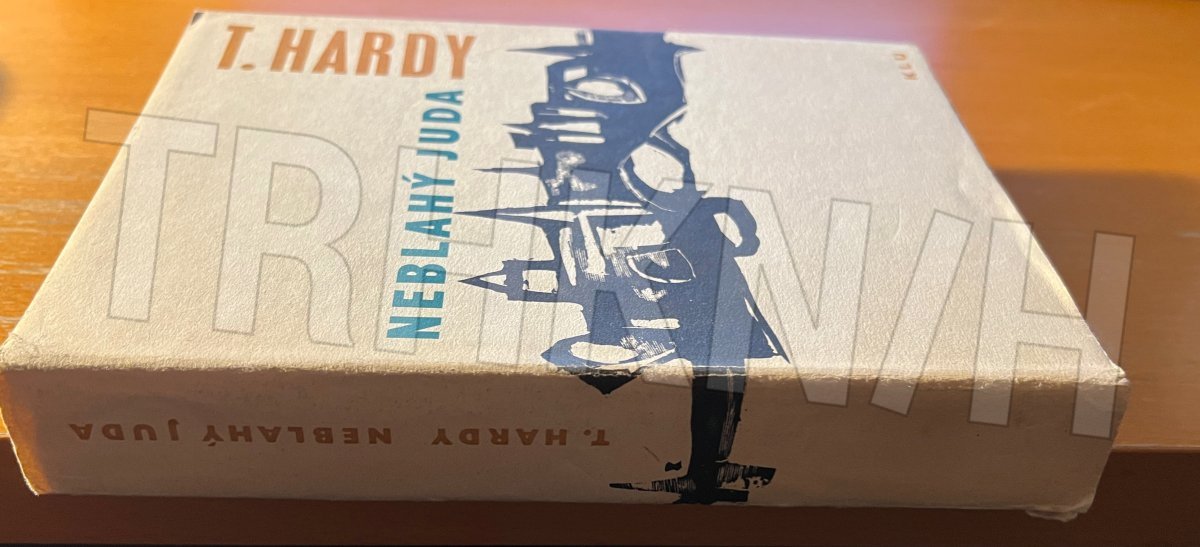 T. HARDY
NEBLAHÝ JUDA
KLU
T. HARDY NEBLAHÝ JUDA